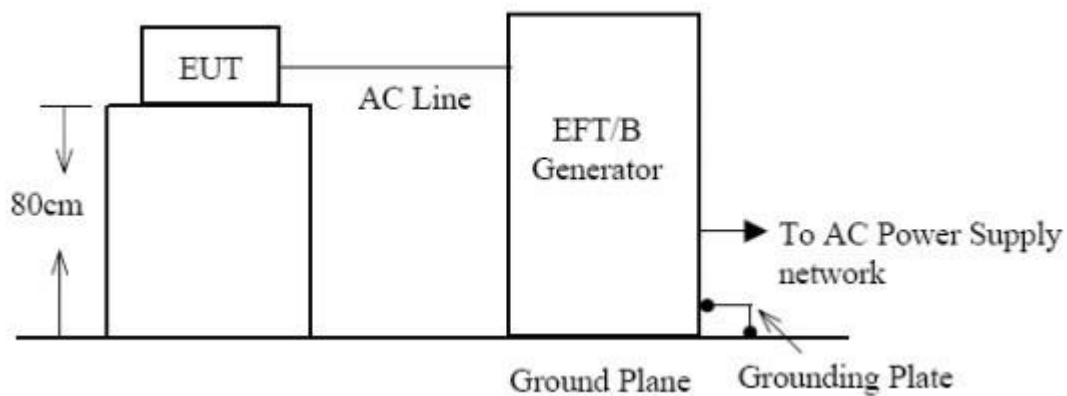 EUT
AC Line
EFT/B
Generator
80cm
To AC Power Supply
network
Ground Plane
Grounding Plate